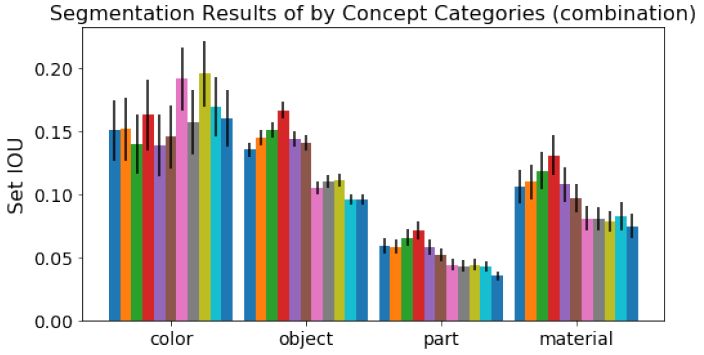 Segmentation Results of by Concept Categories (combination)
Set IOU
0.20
0.15
0.10
0.05
0.00
color object part material